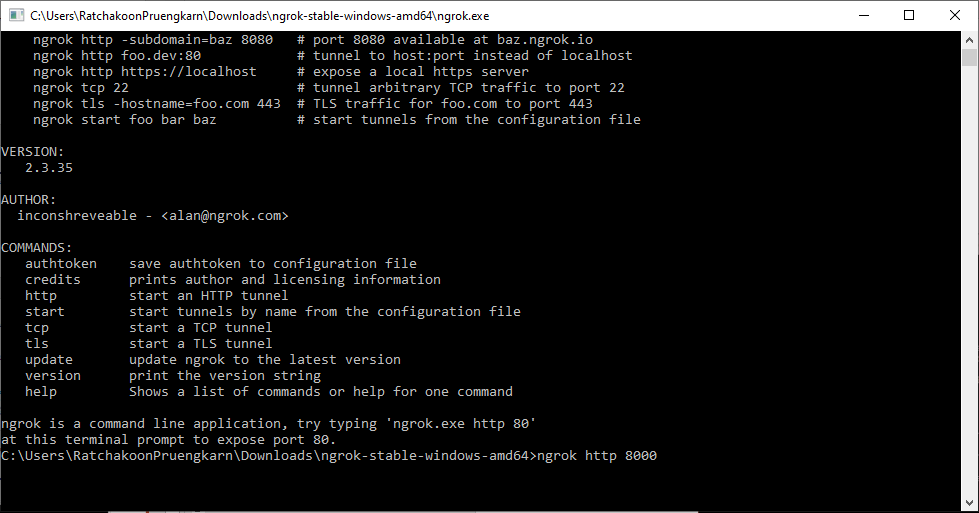 C:\Users\RatchakoonPruengkarn\Downloads\ngrok-stable-windows-amd64\ngrok.exe
ngrok http -subdomain=baz 8080 # port 8080 available at baz.ngrok.io
ngrok http foo.dev:80 # tunnel to host:port instead of localhost
ngrok http https://localhost # expose a local https server
ngrok tcp 22 # tunnel arbitrary TCP traffic to port 22
ngrok tls -hostname=foo.com 443 # TLS traffic for foo.com to port 443
ngrok start foo bar baz # start tunnels from the configuration file
VERSION:
2.3.35
AUTHOR:
inconshreveable - <alan@ngrok.com>
COMMANDS:
authtoken save authtoken to configuration file
credits prints author and licensing information
http start an HTTP tunnel
start start tunnels by name from the configuration file
tcp start a TCP tunnel
tls start a TLS tunnel
update update ngrok to the latest version
version print the version string
help Shows a list of commands or help for one command
ngrok is a command line application, try typing 'ngrok.exe http 80'
at this terminal prompt to expose port 80.
C:\Users\RatchakoonPruengkarn\Downloads\ngrok-stable-windows-amd64>ngrok http 8000